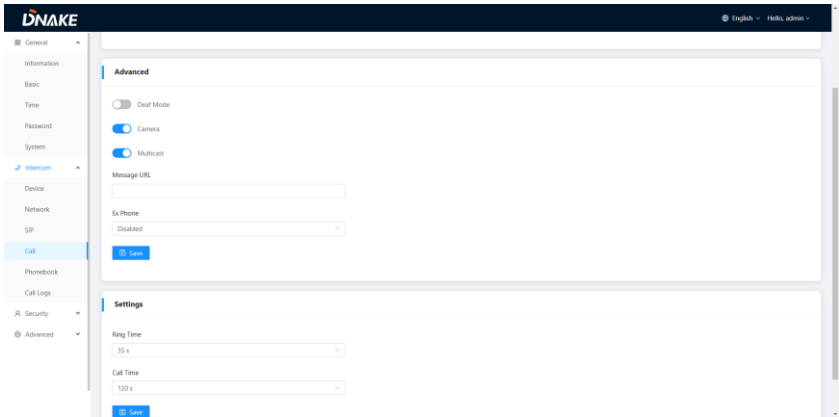 DNAKE
English
Hello, admin
General
Information
Basic
Time
Password
System
Intercom
Device
Network
SIP
Call
Phonebook
Call Logs
Security
Advanced
Advanced
Deaf Mode
Camera
Multicast
Message URL
Ex Phone
Disabled
Save
Settings
Ring Time
35 s
Call Time
120 s
Save